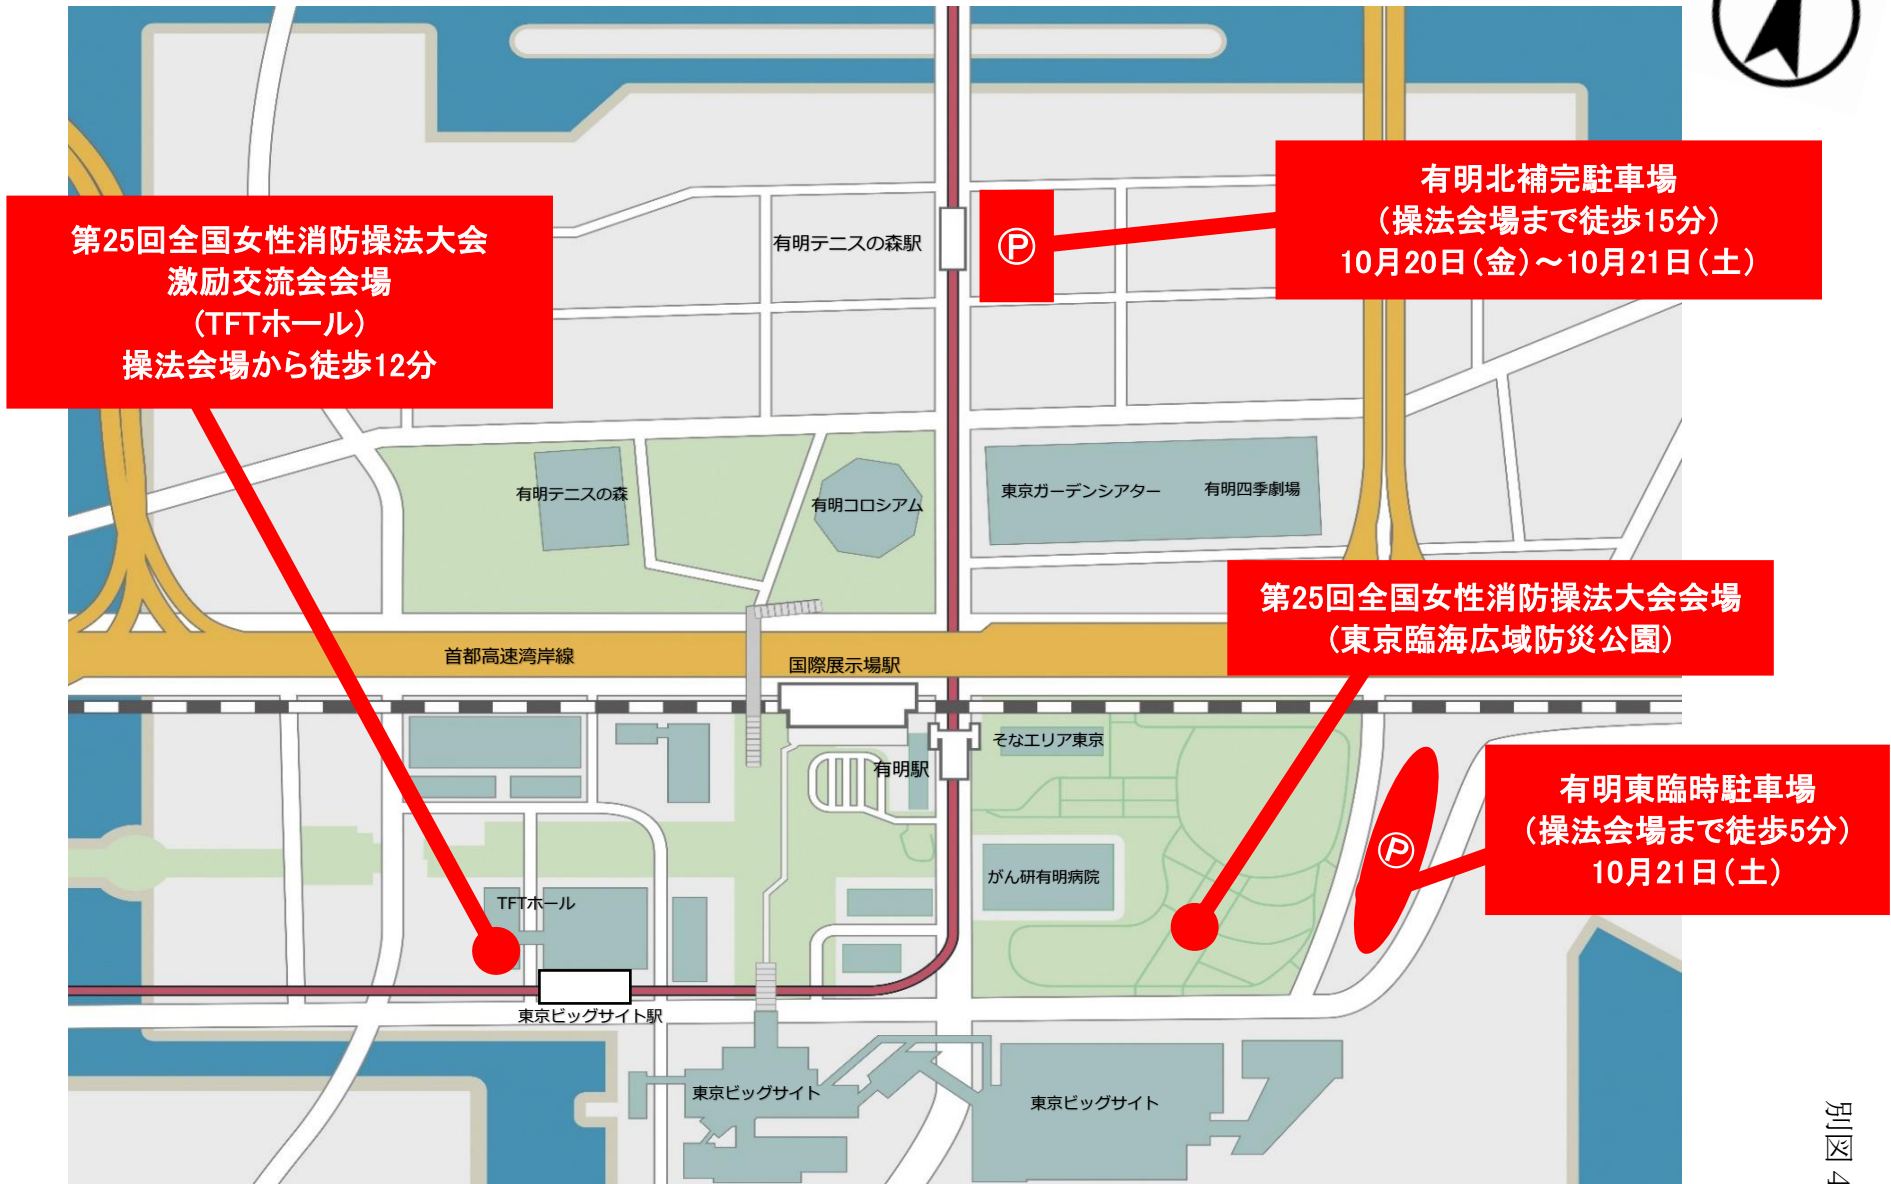 有明北補完駐車場
（操法会場まで徒歩15分）
10月20日（金）～10月21日（土）
第25回全国女性消防操法大会
激励交流会会場
（TFTホール）
操法会場から徒歩12分
有明テニスの森駅
Ⓟ
有明テニスの森
有明コロシアム
東京ガーデンシアター
有明四季劇場
第25回全国女性消防操法大会会場
（東京臨海広域防災公園）
首都高速湾岸線
国際展示場駅
そなエリア東京
有明駅
有明東臨時駐車場
（操法会場まで徒歩5分）
10月21日（土）
Ⓟ
がん研有明病院
TFTホール
東京ビッグサイト駅
東京ビッグサイト
東京ビッグサイト
別図4